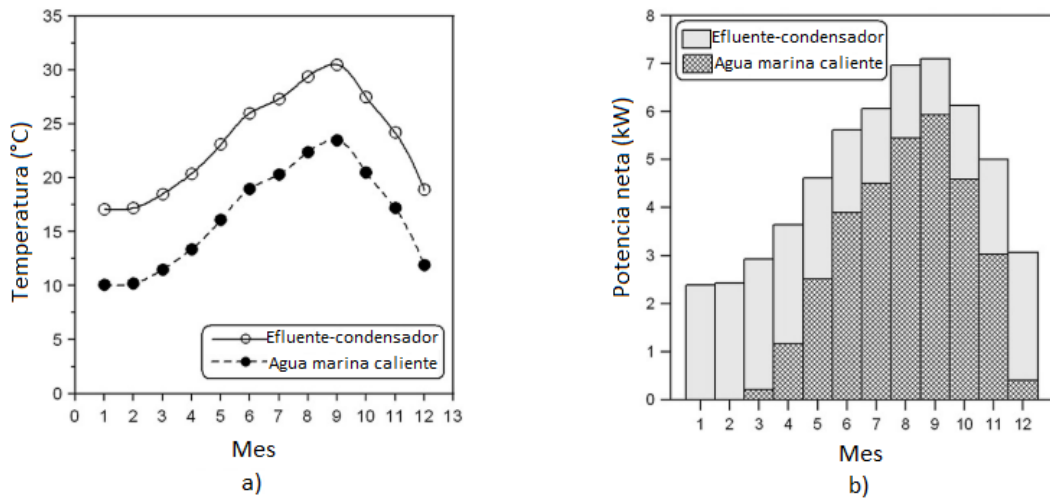 35
30
25
20
15
10
5
0
Temperatura (°C)
Efluente-condensador
Agua marina caliente
0 1 2 3 4 5 6 7 8 9 10 11 12 13
Mes
a)
8
7
6
5
4
3
2
1
0
Potencia neta (kW)
Efluente-condensador
Agua marina caliente
1 2 3 4 5 6 7 8 9 10 11 12
Mes
b)